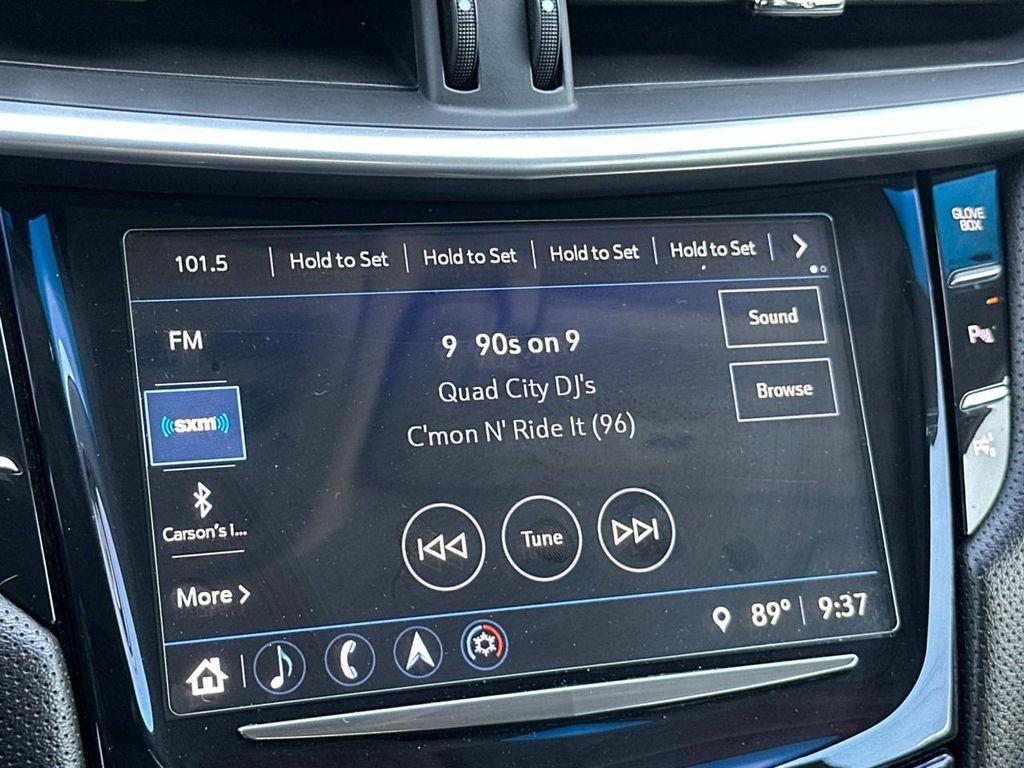 GLOVE
BOX
101.5 Hold to Set Hold to Set Hold to Set Hold to Set
FM
9 90s on 9
Sound
sxm
Quad City DJ's
Browse
C'mon N' Ride It (96)
Carson's I...
Tune
More
89° 9:37